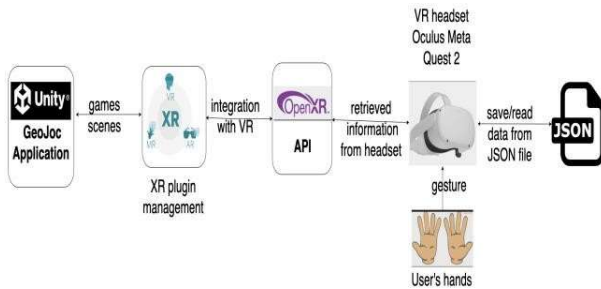 VR headset
Oculus Meta
Quest 2
Unity
GeoJoc
Application
games
scenes
VR
XR
MR
AR
XR plugin
management
integration
with VR
OpenXR
API
retrieved
information
from headset
save/read
data from
JSON file
JSON
gesture
User's hands